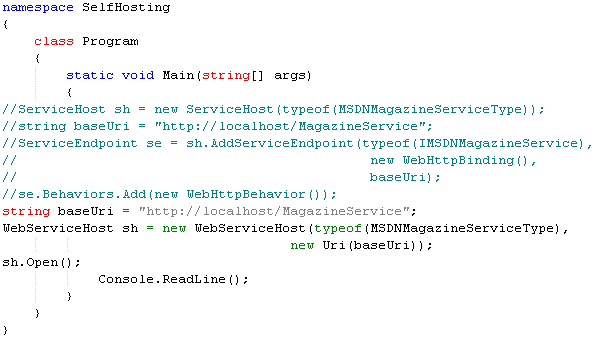 namespace SelfHosting
{
    class Program
    {
        static void Main(string[] args)
        {
//ServiceHost sh = new ServiceHost(typeof(MSDNMagazineServiceType));
//string baseUri = "http://localhost/MagazineService";
//ServiceEndpoint se = sh.AddServiceEndpoint(typeof(IMSDNMagazineService),
//                                            new WebHttpBinding(),
//                                            baseUri);
//se.Behaviors.Add(new WebHttpBehavior());
string baseUri = "http://localhost/MagazineService";
WebServiceHost sh = new WebServiceHost(typeof(MSDNMagazineServiceType),
                                    new Uri(baseUri));
sh.Open();
            Console.ReadLine();
        }
    }
}